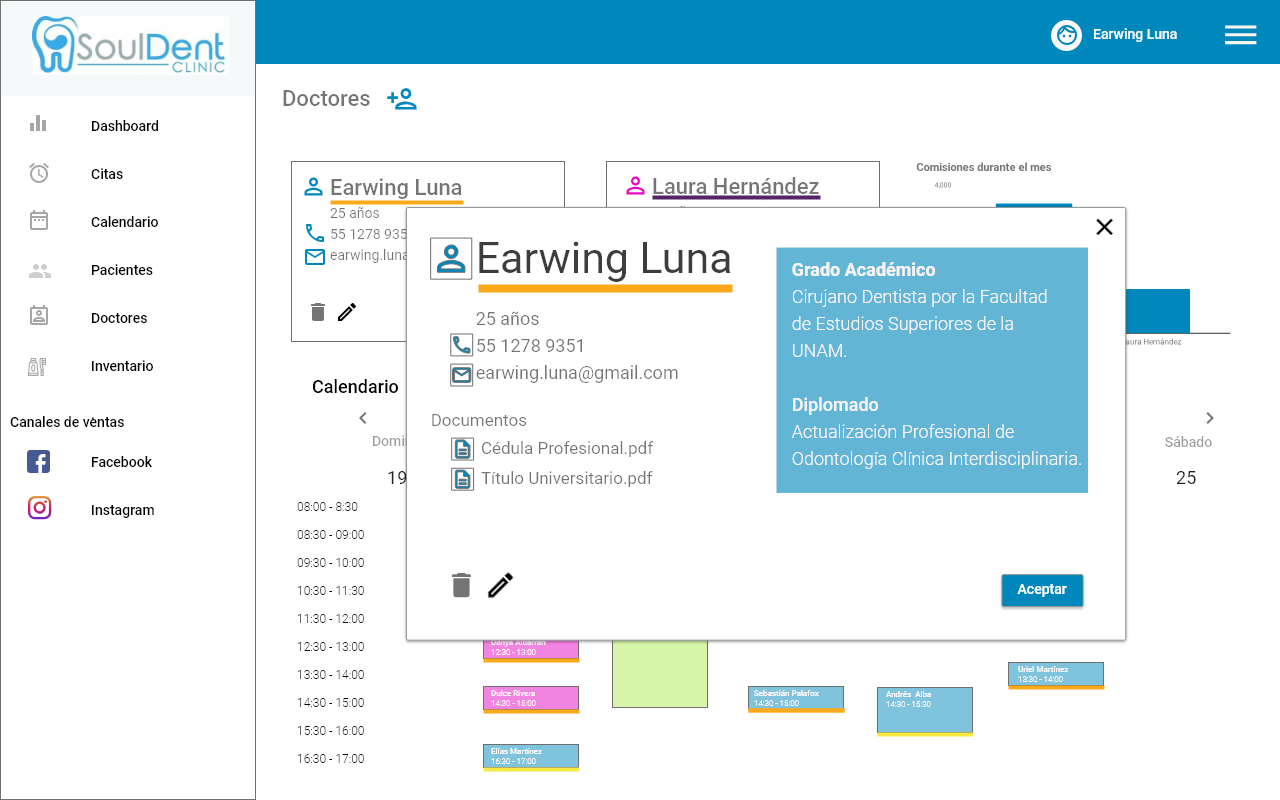 SoulDent
CLINIC
Earwing Luna
Dashboard
Citas
Calendario
Pacientes
Doctores
Inventario
Canales de vèntas
Facebook
Instagram
Doctores
Earwing Luna
25 años
55 1278 935
earwing.luna
Laura Hernández
Comisiones durante el mes
4,000
aura Hernández
Earwing Luna
25 años
55 1278 9351
earwing.luna@gmail.com
Documentos
Cédula Profesional.pdf
Título Universitario.pdf
Grado Académico
Cirujano Dentista por la Facultad
de Estudios Superiores de la
UNAM.
Diplomado
Actualización Profesional de
Odontología Clínica Interdisciplinaria.
Aceptar
Calendario
Domi
19
Sábado
25
08:00 - 8:30
08:30 - 09:00
09:30 - 10:00
10:30 - 11:30
11:30 - 12:00
12:30 - 13:00
13:30 - 14:00
14:30 - 15:00
15:30 - 16:00
16:30 - 17:00
12:30 - 13:00
Dulce Rivera
14:30 - 15:00
Elías Martínez
16:30 - 17:00
Sebastián Palafox
14:30 - 15:00
Andrés Alba
14:30 - 15:30
Uriel Martínez
13:30 - 14:00